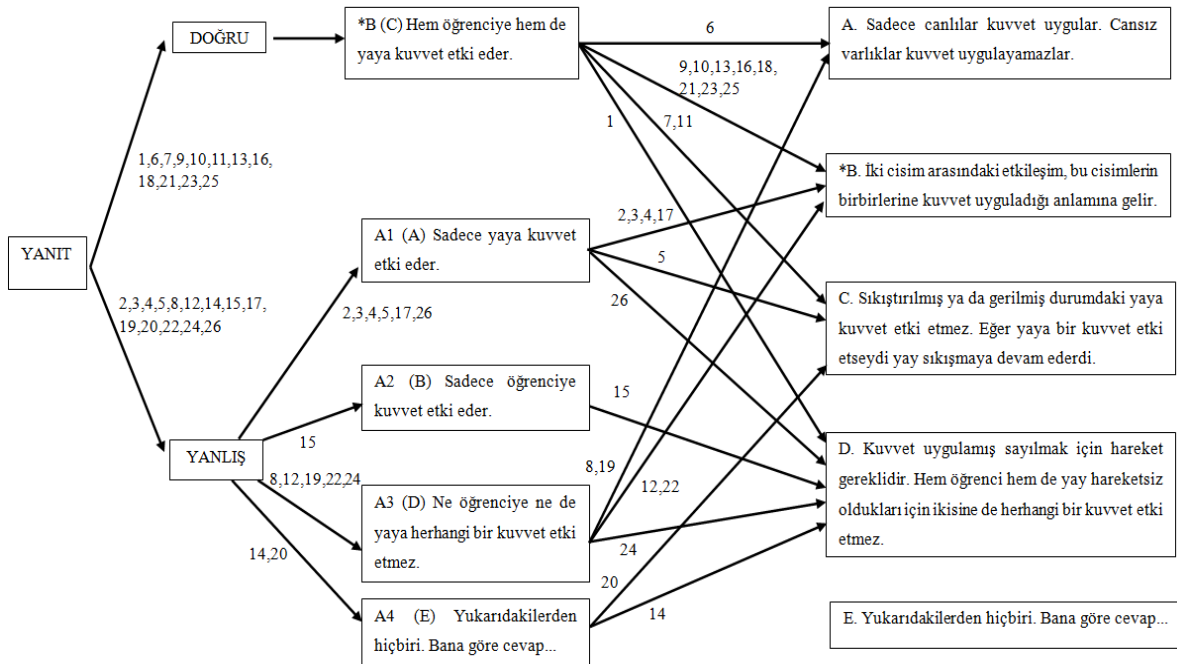 YANIT
DOĞRU
1,6,7,9,10,11,13,16,
18,21,23,25
2,3,4,5,8,12,14,15,17,
19,20,22,24,26
YANLIŞ
*B (C) Hem öğrenciye hem de
yaya kuvvet etki eder.
2,3,4,5,17,26
A1 (A) Sadece yaya kuvvet
etki eder.
15
A2 (B) Sadece öğrenciye
kuvvet etki eder.
8,12,19,22,24
A3 (D) Ne öğrenciye ne de
yaya herhangi bir kuvvet etki
etmez.
14,20
A4 (E) Yukarıdakilerden
hiçbiri. Bana göre cevap...
6
9,10,13,16,18,
21,23,25
1
7,11
2,3,4,17
5
26
15
8,19
12,22
24
20
14
A. Sadece canlılar kuvvet uygular. Cansız
varlıklar kuvvet uygulayamazlar.
*B. İki cisim arasındaki etkileşim, bu cisimlerin
birbirlerine kuvvet uyguladığı anlamına gelir.
C. Sıkıştırılmış ya da gerilmiş durumdaki yaya
kuvvet etki etmez. Eğer yaya bir kuvvet etki
etseydi yay sıkışmaya devam ederdi.
D. Kuvvet uygulamış sayılmak için hareket
gereklidir. Hem öğrenci hem de yay hareketsiz
oldukları için ikisine de herhangi bir kuvvet etki
etmez.
E. Yukarıdakilerden hiçbiri. Bana göre cevap...